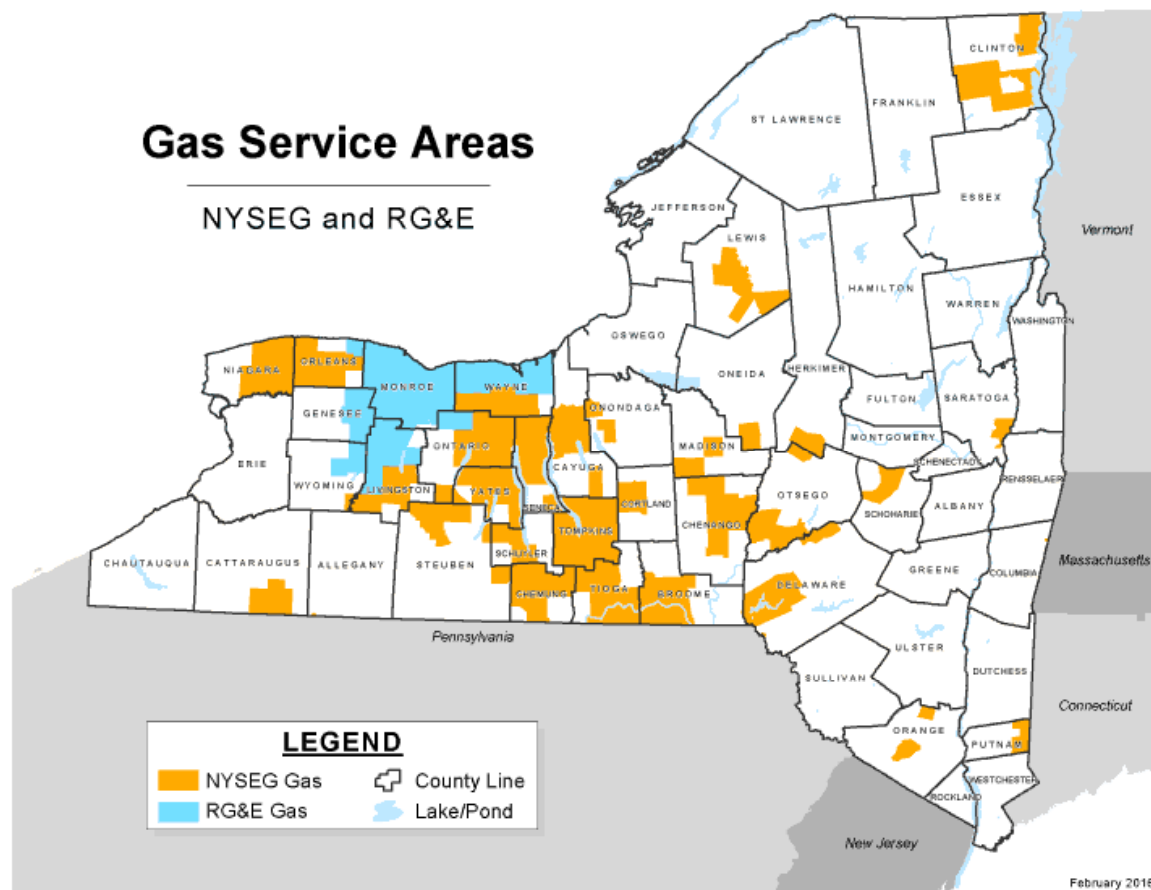 Gas Service Areas
NYSEG and RG&E
CLINTON
FRANKLIN
ST LAWRENCE
ESSEX
JEFFERSON
LEWIS
Vermont
HAMILTON
WARREN
WASHINGTON
OSWEGO
ONEIDA
HERKIMER
NIAGARA
ORLEANS
MONROE
WAYNE
FULTON
SARATOGA
GENESEE
ONONDAGA
MADISON
MONTGOMERY
ONTARIO
CAYUGA
SCHENECTADY
ERIE
WYOMING
LIVINGSTON
YATES
SENECA
CORTLAND
CHENANGO
OTSEGO
SCHOHARIE
ALBANY
RENSSELAER
TOMPKINS
SCHUYLER
CHAUTAUQUA
CATTARAUGUS
ALLEGANY
STEUBEN
CHEMUNG
TIOGA
BROOME
DELAWARE
GREENE
COLUMBIA
Massachusetts
Pennsylvania
SULLIVAN
ULSTER
DUTCHESS
Connecticut
ORANGE
PUTNAM
WESTCHESTER
ROCKLAND
New Jersey
LEGEND
NYSEG Gas
County Line
RG&E Gas
Lake/Pond